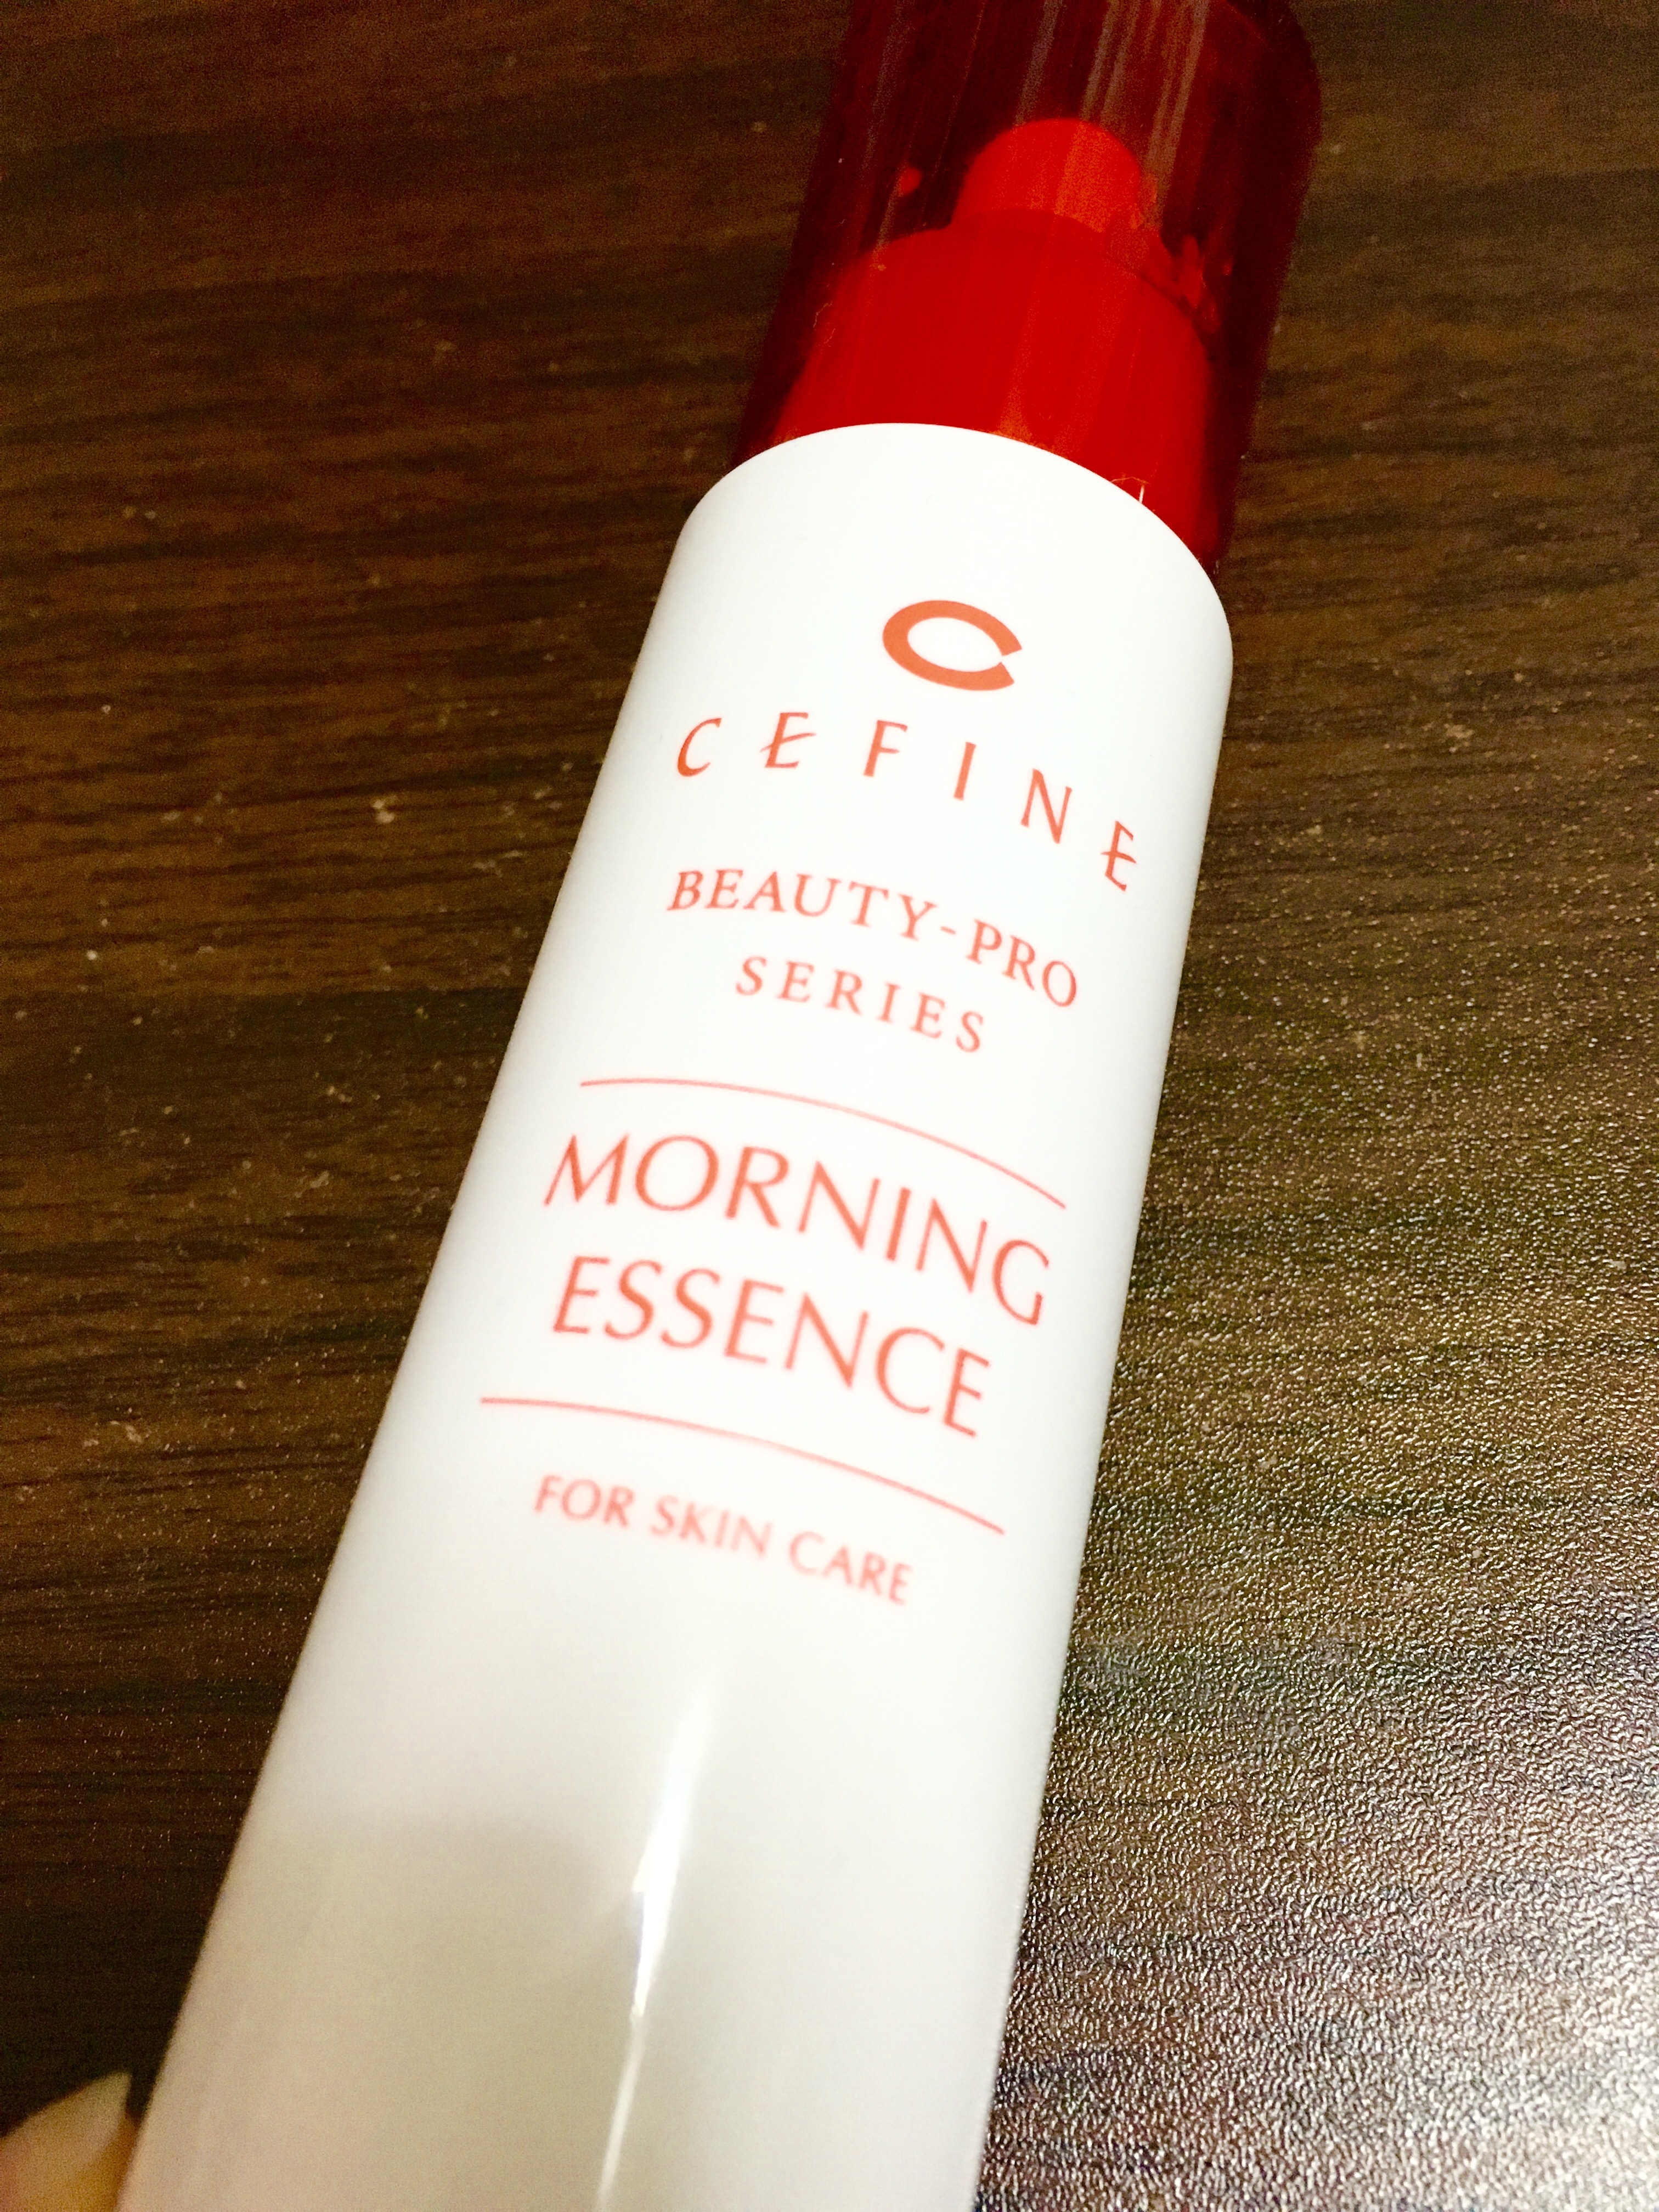 CEFINE
BEAUTY-PRO
SERIES
MORNING
ESSENCE
FOR SKIN CARE